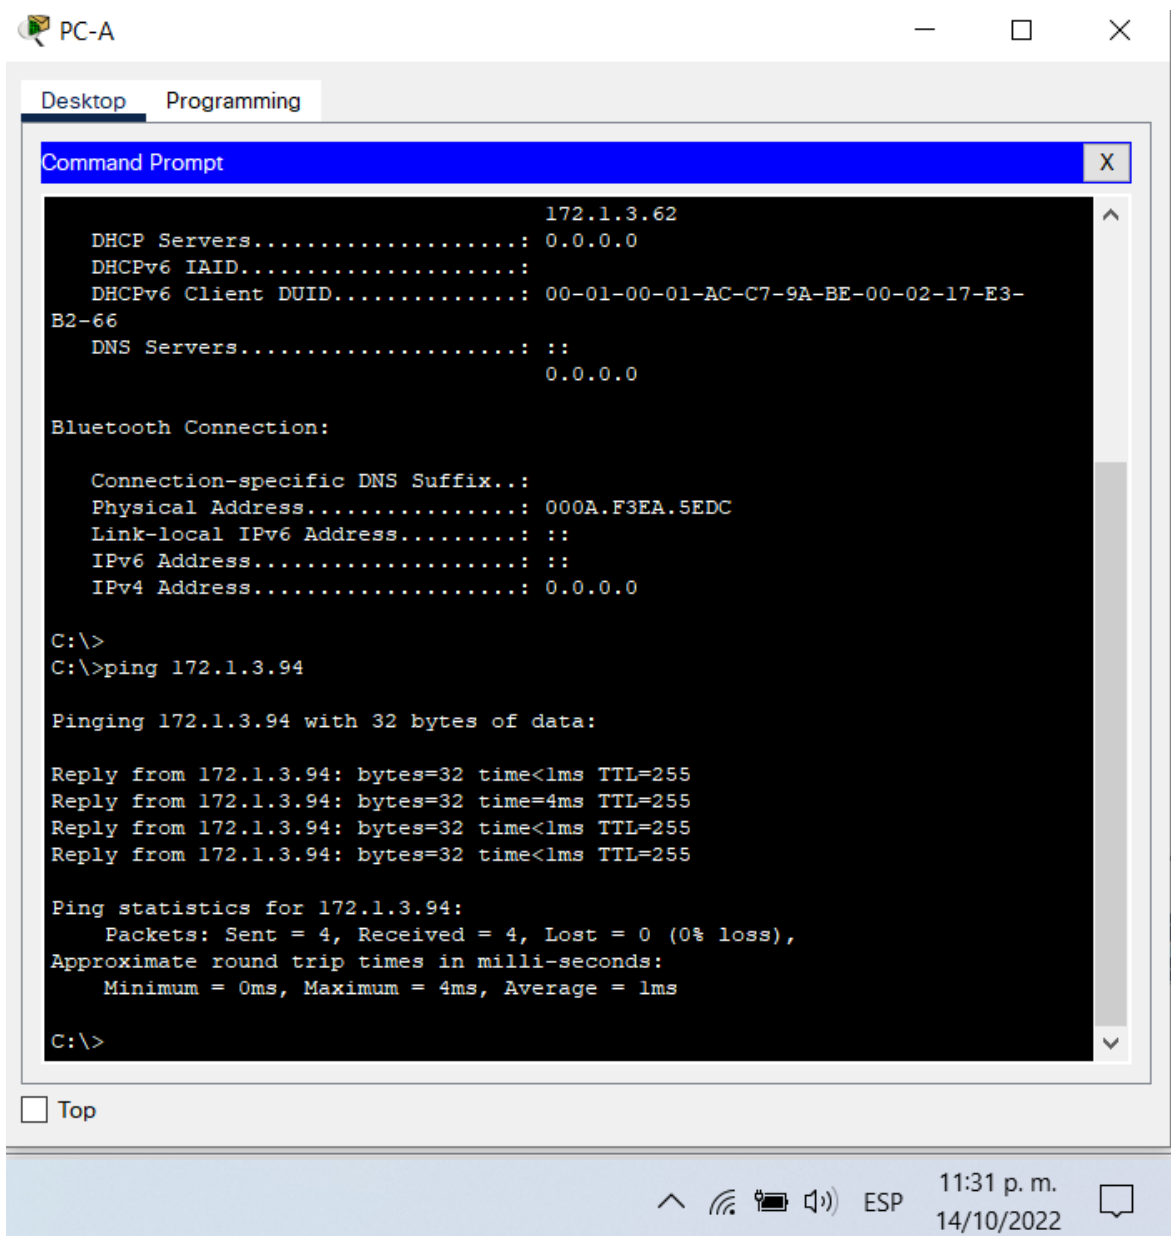 PC-A
Desktop Programming
Command Prompt X
172.1.3.62
DHCP Servers....................: 0.0.0.0
DHCPv6 IAID.....................:
DHCPv6 Client DUID..............: 00-01-00-01-AC-C7-9A-BE-00-02-17-E3-
B2-66
DNS Servers.....................: ::
0.0.0.0
Bluetooth Connection:
Connection-specific DNS Suffix..:
Physical Address................: 000A.F3EA.5EDC
Link-local IPv6 Address.........: ::
IPv6 Address....................: ::
IPv4 Address....................: 0.0.0.0
C:\>
C:\>ping 172.1.3.94
Pinging 172.1.3.94 with 32 bytes of data:
Reply from 172.1.3.94: bytes=32 time<1ms TTL=255
Reply from 172.1.3.94: bytes=32 time=4ms TTL=255
Reply from 172.1.3.94: bytes=32 time<1ms TTL=255
Reply from 172.1.3.94: bytes=32 time<1ms TTL=255
Ping statistics for 172.1.3.94:
Packets: Sent = 4, Received = 4, Lost = 0 (0% loss),
Approximate round trip times in milli-seconds:
Minimum = 0ms, Maximum = 4ms, Average = 1ms
C:\>
Top
ESP
11:31 p. m.
14/10/2022